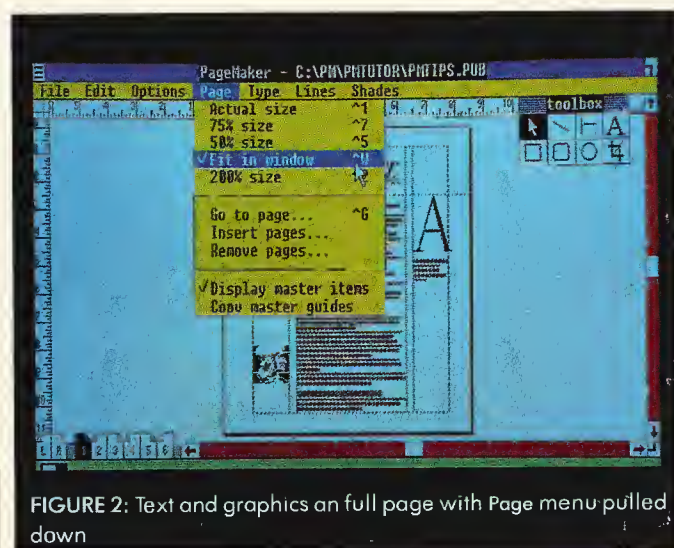 PageMaker - C:\PM\PMTUTOR\PMTIPS.PUB
File Edit Options Page Type Lines Shades
toolbox
Actual size ^1
75% size ^7
50% size ^5
✓Fit in window ^W
200% size
Go to page... ^G
Insert pages...
Remove pages...
✓Display master items
Copy master guides
A
A
L R 1 2 3 4 5 6
FIGURE 2: Text and graphics an full page with Page menu pulled
down